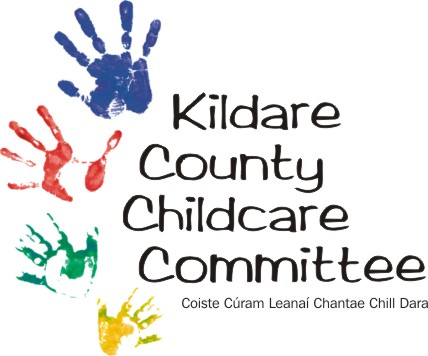 Kildare
County
Childcare
Committee
Coiste Cúram Leanaí Chantae Chill Dara